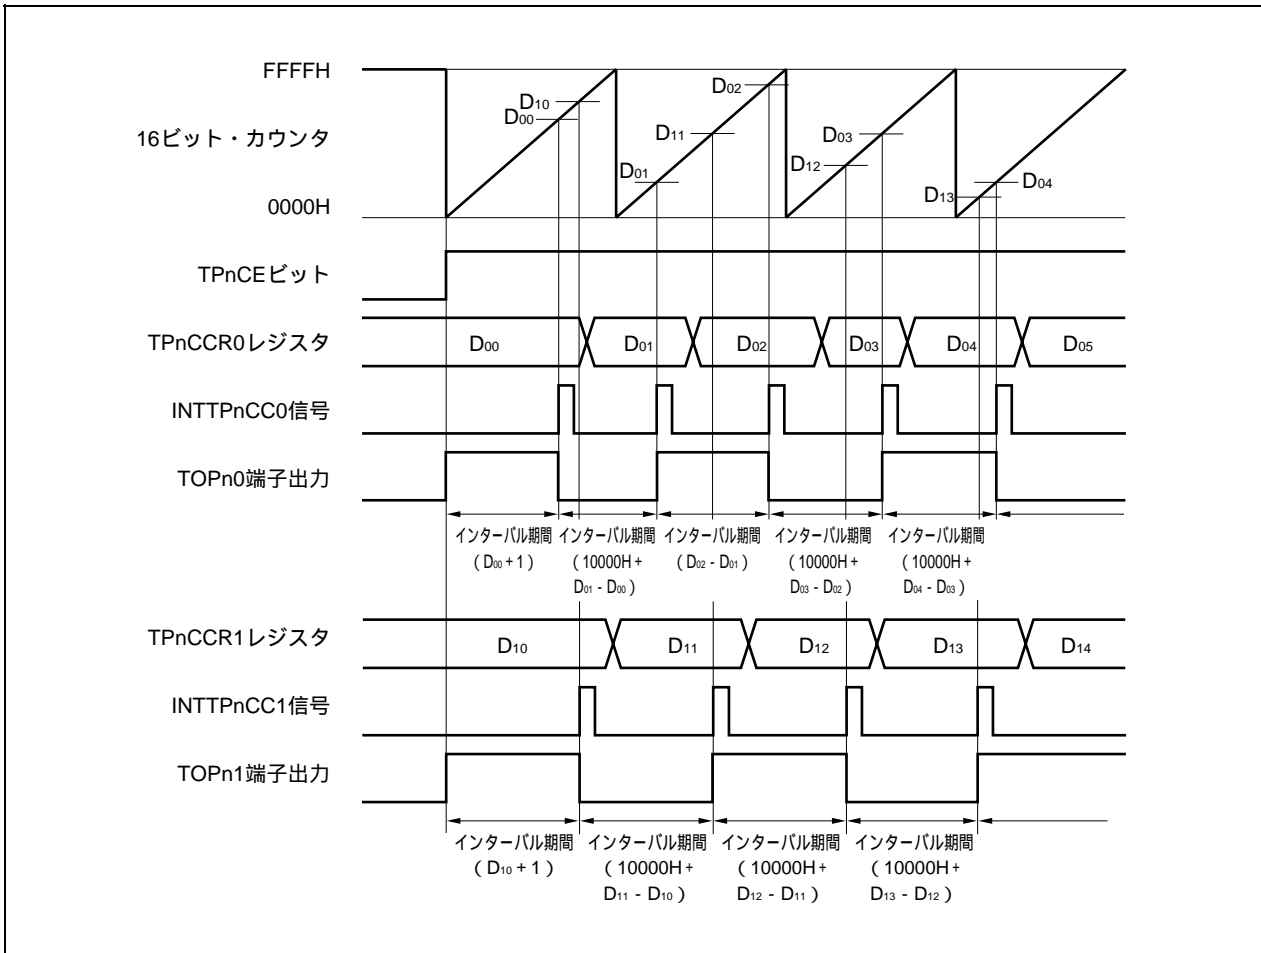 FFFFH
D10
D00
D02
D11
D03
16ビット・カウンタ
D01
D12
D13
D04
0000H
TPnCEビット
TPnCCR0レジスタ
D00
D01
D02
D03
D04
D05
INTTPnCC0信号
TOPn0端子出力
インターバル期間
(D00+1)
インターバル期間
(10000H+
D01-D00)
インターバル期間
(D02-D01)
インターバル期間
(10000H+
D03-D02)
インターバル期間
(10000H+
D04-D03)
TPnCCR1レジスタ
D10
D11
D12
D13
D14
INTTPnCC1信号
TOPn1端子出力
インターバル期間
(D10+1)
インターバル期間
(10000H+
D11-D10)
インターバル期間
(10000H+
D12-D11)
インターバル期間
(10000H+
D13-D12)